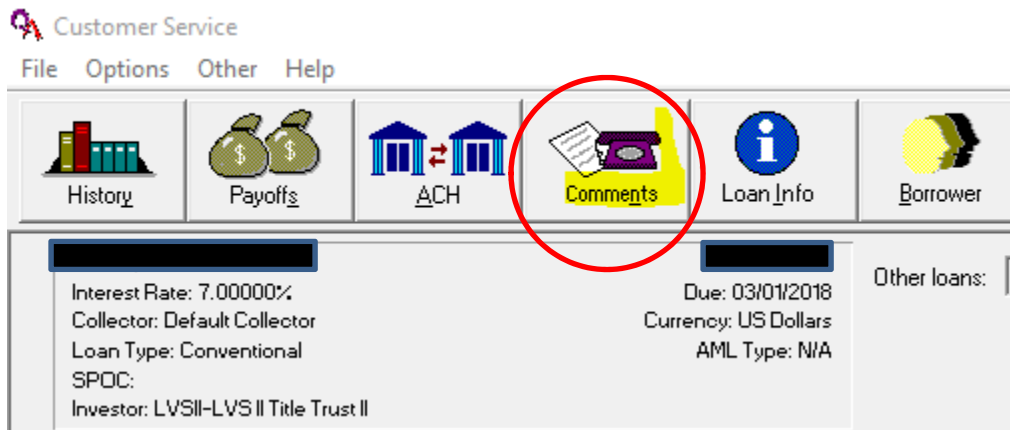 Customer Service
File Options Other Help
History Payoffs ACH Comments Loan Info Borrower
Other loans:
Interest Rate: 7.00000% Due: 03/01/2018
Collector: Default Collector Currency: US Dollars
Loan Type: Conventional AML Type: N/A
SPOC:
Investor: LVSII-LVS II Title Trust II